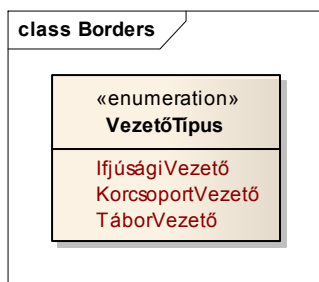 class Borders
«enumeration»
VezetőTípus
IfjúságiVezető
KorcsoportVezető
TáborVezető